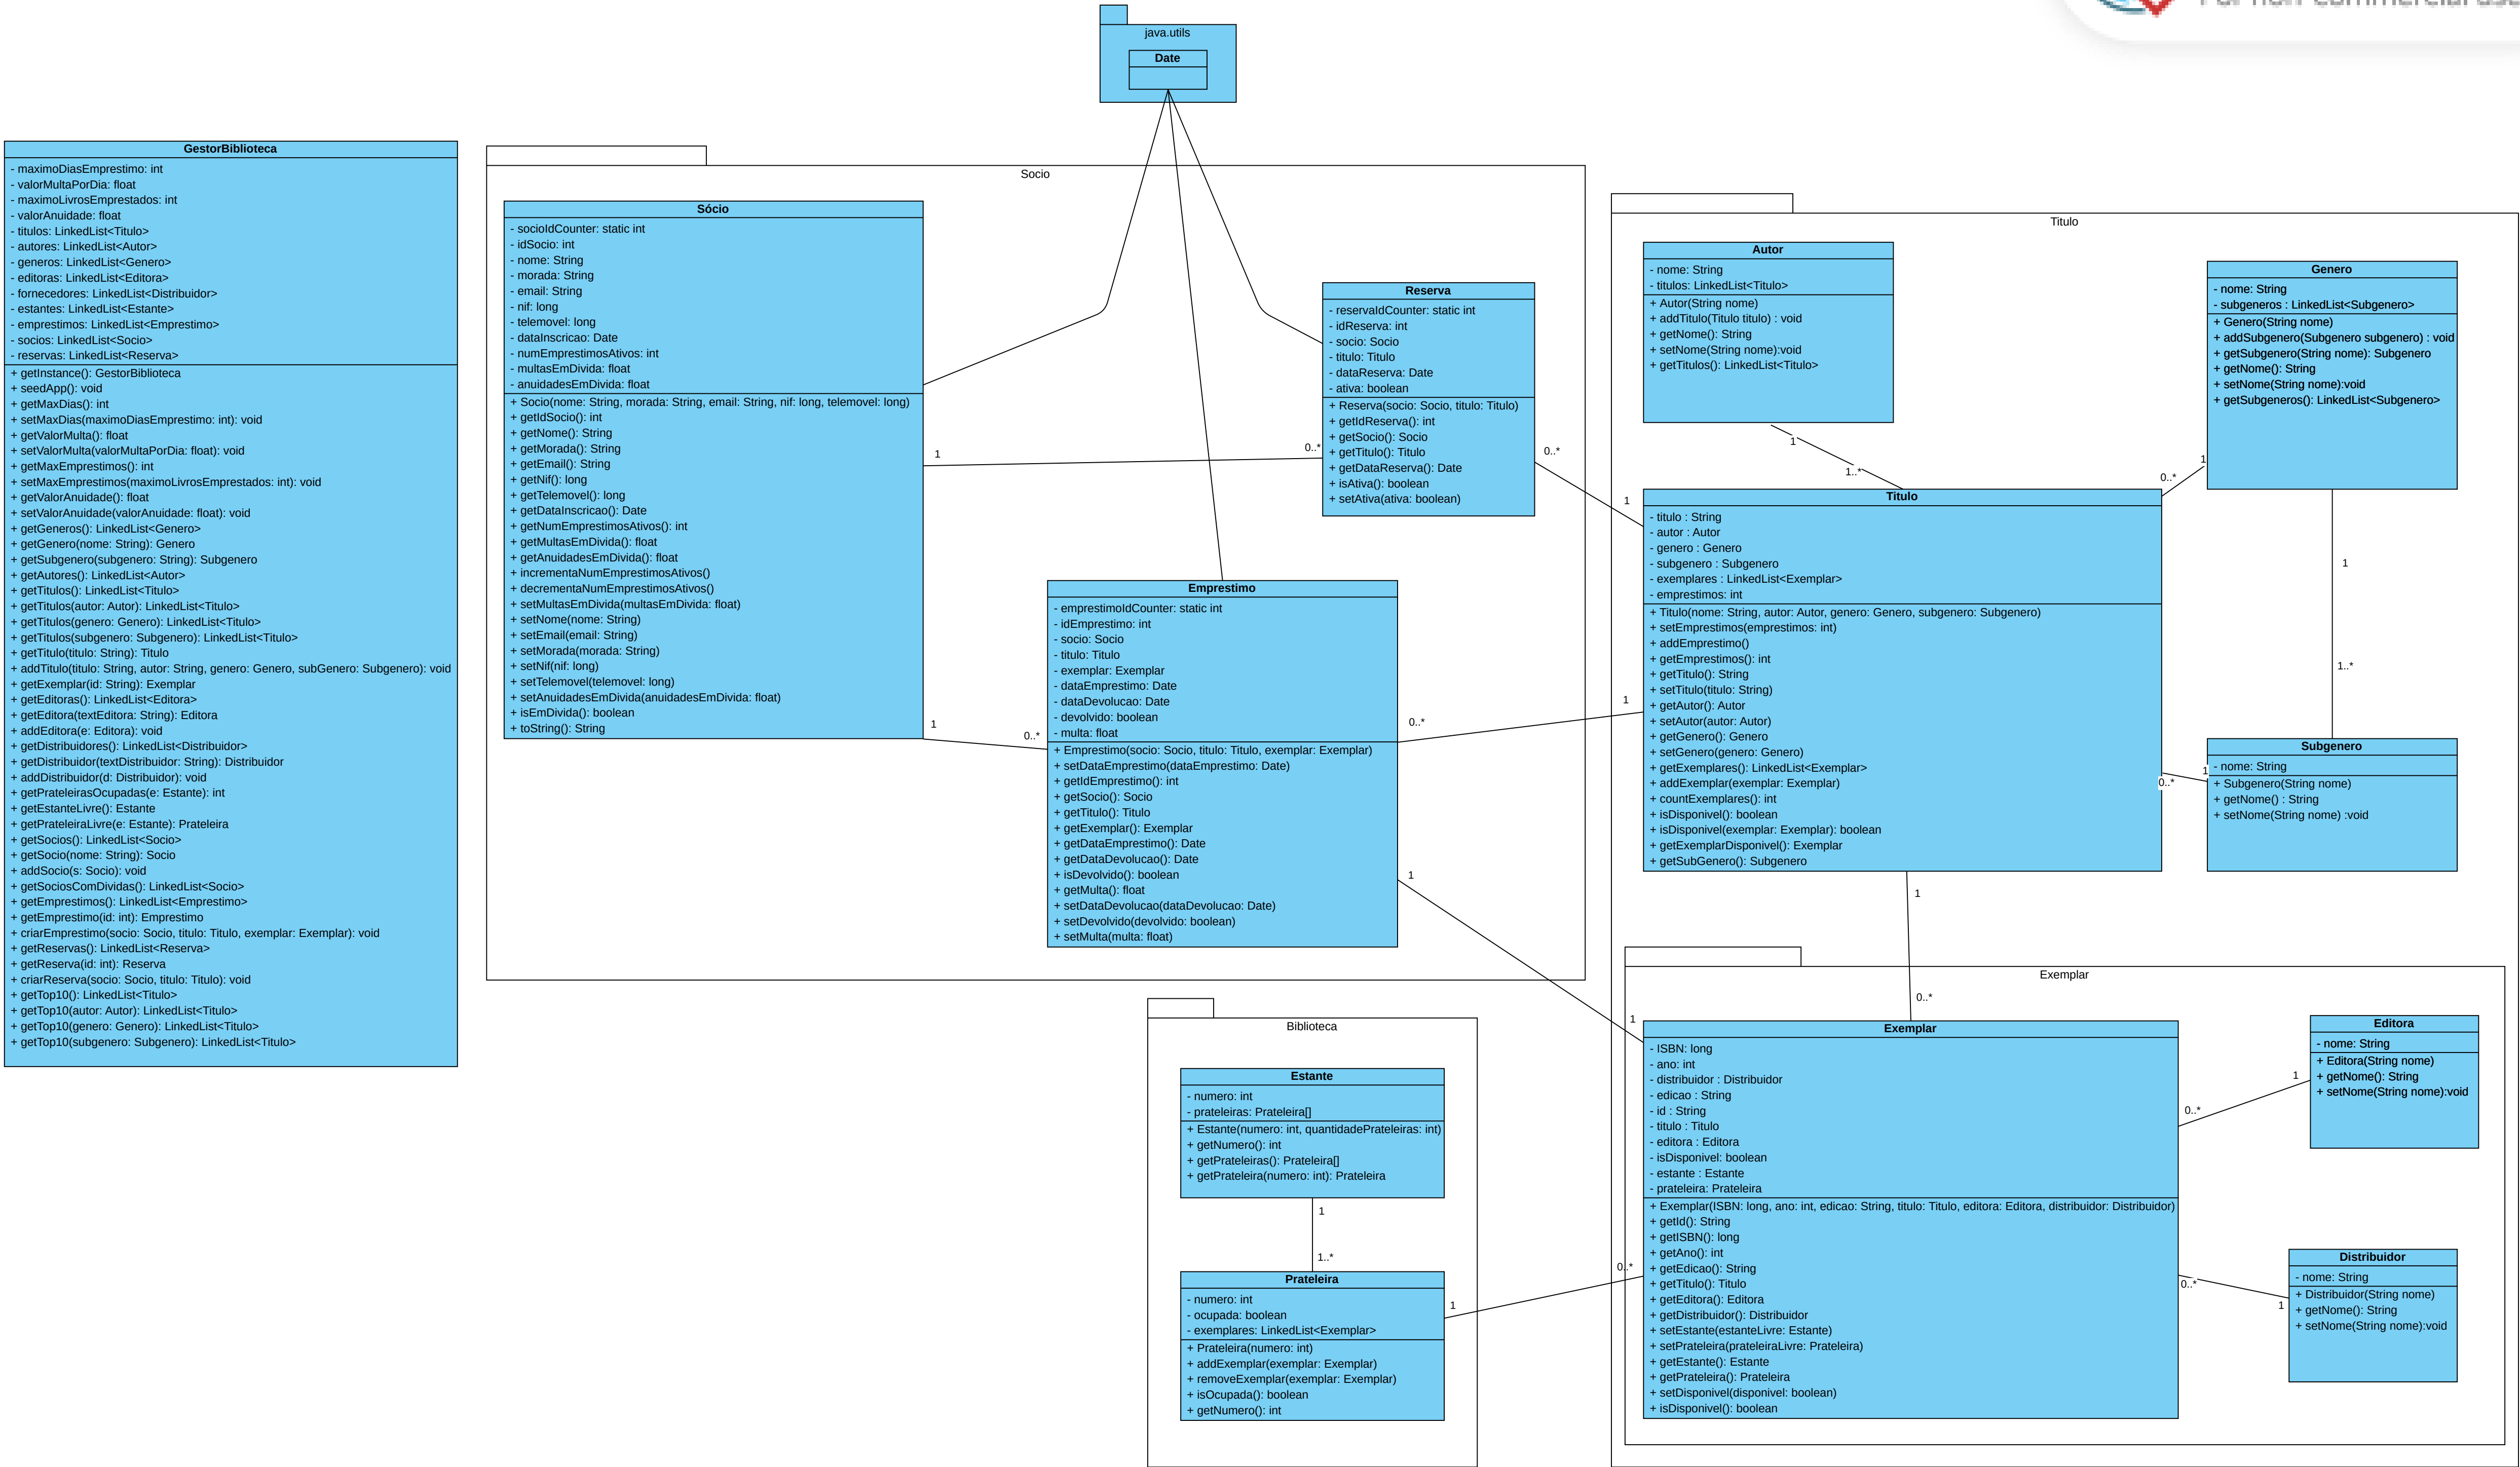 java.utils
Date
GestorBiblioteca
- maximoDiasEmprestimo: int
- valorMultaPorDia: float
- maximoLivrosEmprestados: int
- valorAnuidade: float
- titulos: LinkedList<Titulo>
- autores: LinkedList<Autor>
- generos: LinkedList<Genero>
- editoras: LinkedList<Editora>
- fornecedores: LinkedList<Distribuidor>
- estantes: LinkedList<Estante>
- emprestimos: LinkedList<Emprestimo>
- socios: LinkedList<Socio>
- reservas: LinkedList<Reserva>
+ getInstance(): GestorBiblioteca
+ seedApp(): void
+ getMaxDias(): int
+ setMaxDias(maximoDiasEmprestimo: int): void
+ getValorMulta(): float
+ setValorMulta(valorMultaPorDia: float): void
+ getMaxEmprestimos(): int
+ setMaxEmprestimos(maximoLivrosEmprestados: int): void
+ getValorAnuidade(): float
+ setValorAnuidade(valorAnuidade: float): void
+ getGeneros(): LinkedList<Genero>
+ getGenero(nome: String): Genero
+ getSubgenero(subgenero: String): Subgenero
+ getAutores(): LinkedList<Autor>
+ getTitulos(): LinkedList<Titulo>
+ getTitulos(autor: Autor): LinkedList<Titulo>
+ getTitulos(genero: Genero): LinkedList<Titulo>
+ getTitulos(subgenero: Subgenero): LinkedList<Titulo>
+ getTitulo(titulo: String): Titulo
+ addTitulo(titulo: String, autor: String, genero: Genero, subGenero: Subgenero): void
+ getExemplar(id: String): Exemplar
+ getEditoras(): LinkedList<Editora>
+ getEditora(textEditora: String): Editora
+ addEditora(e: Editora): void
+ getDistribuidores(): LinkedList<Distribuidor>
+ getDistribuidor(textDistribuidor: String): Distribuidor
+ addDistribuidor(d: Distribuidor): void
+ getPrateleirasOcupadas(e: Estante): int
+ getEstanteLivre(): Estante
+ getPrateleiraLivre(e: Estante): Prateleira
+ getSocios(): LinkedList<Socio>
+ getSocio(nome: String): Socio
+ addSocio(s: Socio): void
+ getSociosComDividas(): LinkedList<Socio>
+ getEmprestimos(): LinkedList<Emprestimo>
+ getEmprestimo(id: int): Emprestimo
+ criarEmprestimo(socio: Socio, titulo: Titulo, exemplar: Exemplar): void
+ getReservas(): LinkedList<Reserva>
+ getReserva(id: int): Reserva
+ criarReserva(socio: Socio, titulo: Titulo): void
+ getTop10(): LinkedList<Titulo>
+ getTop10(autor: Autor): LinkedList<Titulo>
+ getTop10(genero: Genero): LinkedList<Titulo>
+ getTop10(subgenero: Subgenero): LinkedList<Titulo>
Socio
Sócio
- socioIdCounter: static int
- idSocio: int
- nome: String
- morada: String
- email: String
- nif: long
- telemovel: long
- dataInscricao: Date
- numEmprestimosAtivos: int
- multasEmDivida: float
- anuidadesEmDivida: float
+ Socio(nome: String, morada: String, email: String, nif: long, telemovel: long)
+ getIdSocio(): int
+ getNome(): String
+ getMorada(): String
+ getEmail(): String
+ getNif(): long
+ getTelemovel(): long
+ getDataInscricao(): Date
+ getNumEmprestimosAtivos(): int
+ getMultasEmDivida(): float
+ getAnuidadesEmDivida(): float
+ incrementaNumEmprestimosAtivos()
+ decrementaNumEmprestimosAtivos()
+ setMultasEmDivida(multasEmDivida: float)
+ setNome(nome: String)
+ setEmail(email: String)
+ setMorada(morada: String)
+ setNif(nif: long)
+ setTelemovel(telemovel: long)
+ setAnuidadesEmDivida(anuidadesEmDivida: float)
+ isEmDivida(): boolean
+ toString(): String
1
0..*
1
0..*
Reserva
- reservaIdCounter: static int
- idReserva: int
- socio: Socio
- titulo: Titulo
- dataReserva: Date
- ativa: boolean
+ Reserva(socio: Socio, titulo: Titulo)
+ getIdReserva(): int
+ getSocio(): Socio
+ getTitulo(): Titulo
+ getDataReserva(): Date
+ isAtiva(): boolean
+ setAtiva(ativa: boolean)
0..*
1
Emprestimo
- emprestimoIdCounter: static int
- idEmprestimo: int
- socio: Socio
- titulo: Titulo
- exemplar: Exemplar
- dataEmprestimo: Date
- dataDevolucao: Date
- devolvido: boolean
- multa: float
+ Emprestimo(socio: Socio, titulo: Titulo, exemplar: Exemplar)
+ setDataEmprestimo(dataEmprestimo: Date)
+ getIdEmprestimo(): int
+ getSocio(): Socio
+ getTitulo(): Titulo
+ getExemplar(): Exemplar
+ getDataEmprestimo(): Date
+ getDataDevolucao(): Date
+ isDevolvido(): boolean
+ getMulta(): float
+ setDataDevolucao(dataDevolucao: Date)
+ setDevolvido(devolvido: boolean)
+ setMulta(multa: float)
0..*
1
1
1
Titulo
Autor
- nome: String
- titulos: LinkedList<Titulo>
+ Autor(String nome)
+ addTitulo(Titulo titulo) : void
+ getNome(): String
+ setNome(String nome):void
+ getTitulos(): LinkedList<Titulo>
1
1..*
Genero
- nome: String
- subgeneros : LinkedList<Subgenero>
+ Genero(String nome)
+ addSubgenero(Subgenero subgenero) : void
+ getSubgenero(String nome): Subgenero
+ getNome(): String
+ setNome(String nome):void
+ getSubgeneros(): LinkedList<Subgenero>
1
0..*
1
1..*
Titulo
- titulo : String
- autor : Autor
- genero : Genero
- subgenero : Subgenero
- exemplares : LinkedList<Exemplar>
- emprestimos: int
+ Titulo(nome: String, autor: Autor, genero: Genero, subgenero: Subgenero)
+ setEmprestimos(emprestimos: int)
+ addEmprestimo()
+ getEmprestimos(): int
+ getTitulo(): String
+ setTitulo(titulo: String)
+ getAutor(): Autor
+ setAutor(autor: Autor)
+ getGenero(): Genero
+ setGenero(genero: Genero)
+ getExemplares(): LinkedList<Exemplar>
+ addExemplar(exemplar: Exemplar)
+ countExemplares(): int
+ isDisponivel(): boolean
+ isDisponivel(exemplar: Exemplar): boolean
+ getExemplarDisponivel(): Exemplar
+ getSubGenero(): Subgenero
0..*
1
Subgenero
- nome: String
+ Subgenero(String nome)
+ getNome() : String
+ setNome(String nome) :void
1
0..*
Biblioteca
Estante
- numero: int
- prateleiras: Prateleira[]
+ Estante(numero: int, quantidadePrateleiras: int)
+ getNumero(): int
+ getPrateleiras(): Prateleira[]
+ getPrateleira(numero: int): Prateleira
1
1..*
Prateleira
- numero: int
- ocupada: boolean
- exemplares: LinkedList<Exemplar>
+ Prateleira(numero: int)
+ addExemplar(exemplar: Exemplar)
+ removeExemplar(exemplar: Exemplar)
+ isOcupada(): boolean
+ getNumero(): int
1
0..*
Exemplar
Exemplar
- ISBN: long
- ano: int
- distribuidor : Distribuidor
- edicao : String
- id : String
- titulo : Titulo
- editora : Editora
- isDisponivel: boolean
- estante : Estante
- prateleira: Prateleira
+ Exemplar(ISBN: long, ano: int, edicao: String, titulo: Titulo, editora: Editora, distribuidor: Distribuidor)
+ getId(): String
+ getISBN(): long
+ getAno(): int
+ getEdicao(): String
+ getTitulo(): Titulo
+ getEditora(): Editora
+ getDistribuidor(): Distribuidor
+ setEstante(estanteLivre: Estante)
+ setPrateleira(prateleiraLivre: Prateleira)
+ getEstante(): Estante
+ getPrateleira(): Prateleira
+ setDisponivel(disponivel: boolean)
+ isDisponivel(): boolean
Editora
- nome: String
+ Editora(String nome)
+ getNome(): String
+ setNome(String nome):void
1
0..*
Distribuidor
- nome: String
+ Distribuidor(String nome)
+ getNome(): String
+ setNome(String nome):void
0..*
1